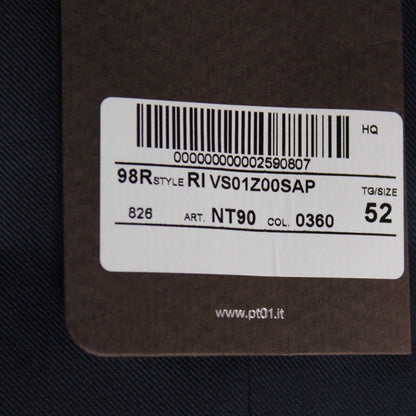 HQ
000000000002590807
98R STYLE RI VS01Z00SAP TG/SIZE
826 ART. NT90 COL. 0360 52
www.pt01.it